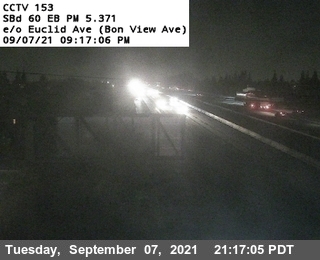 CCTV 153
SBd 60 EB PM 5.371
e/o Euclid Ave (Bon View Ave)
09/07/21 09:17:06 PM
Tuesday, September 07, 2021 21:17:05 PDT